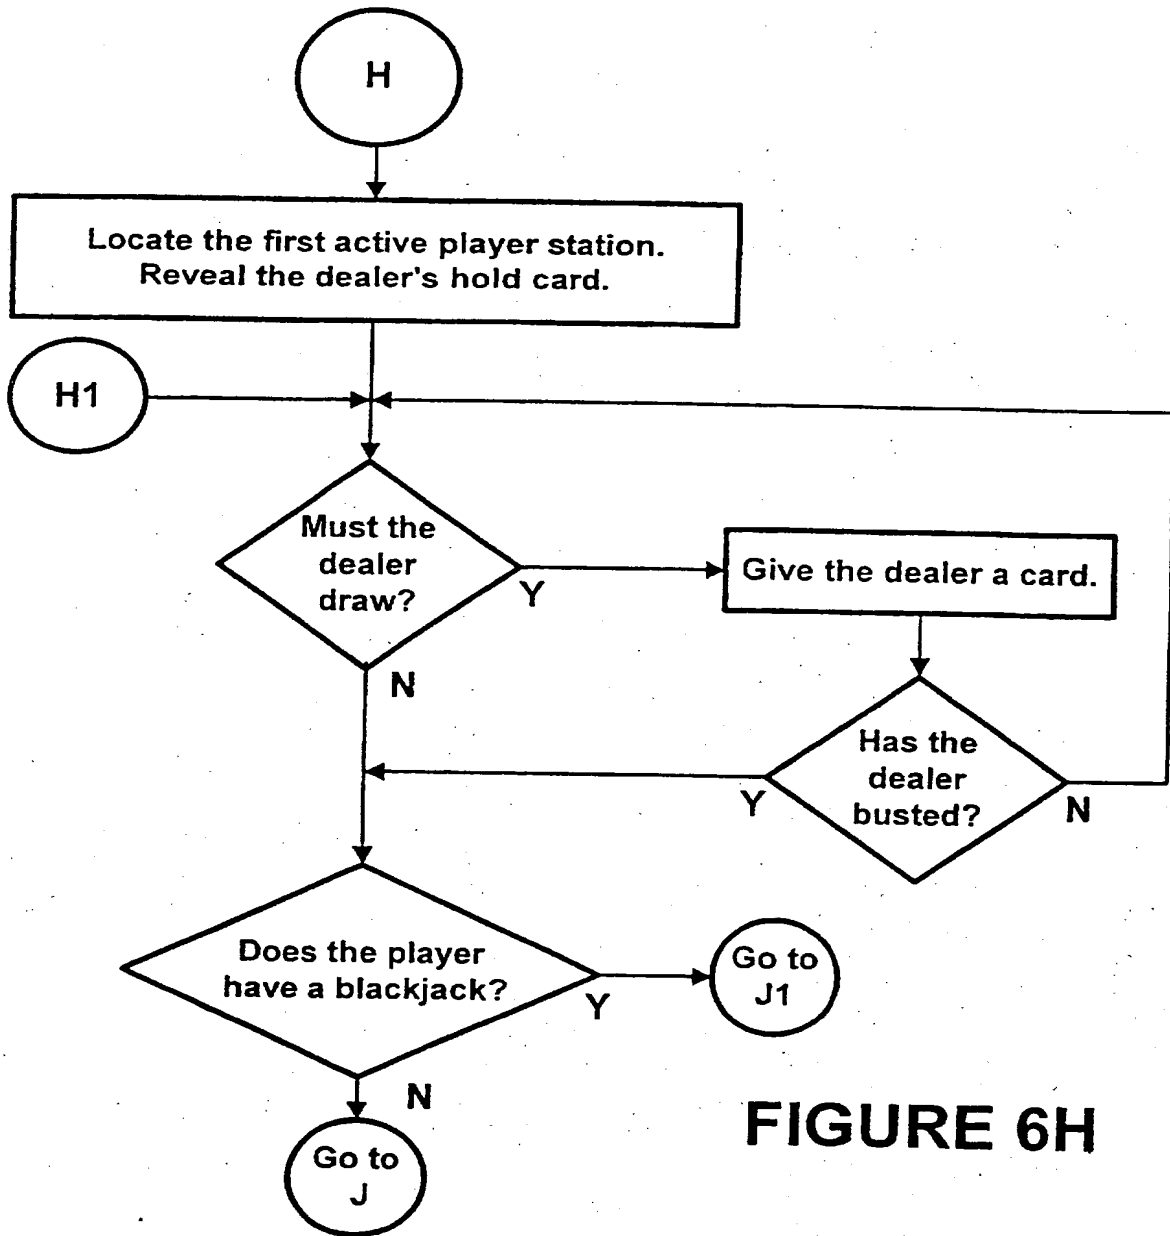 H
Locate the first active player station.
Reveal the dealer's hold card.
H1
Must the
dealer
draw?
Y
Give the dealer a card.
N
Has the
dealer
busted?
Y
N
Does the player
have a blackjack?
Y
Go to
J1
N
Go to
J
FIGURE 6H